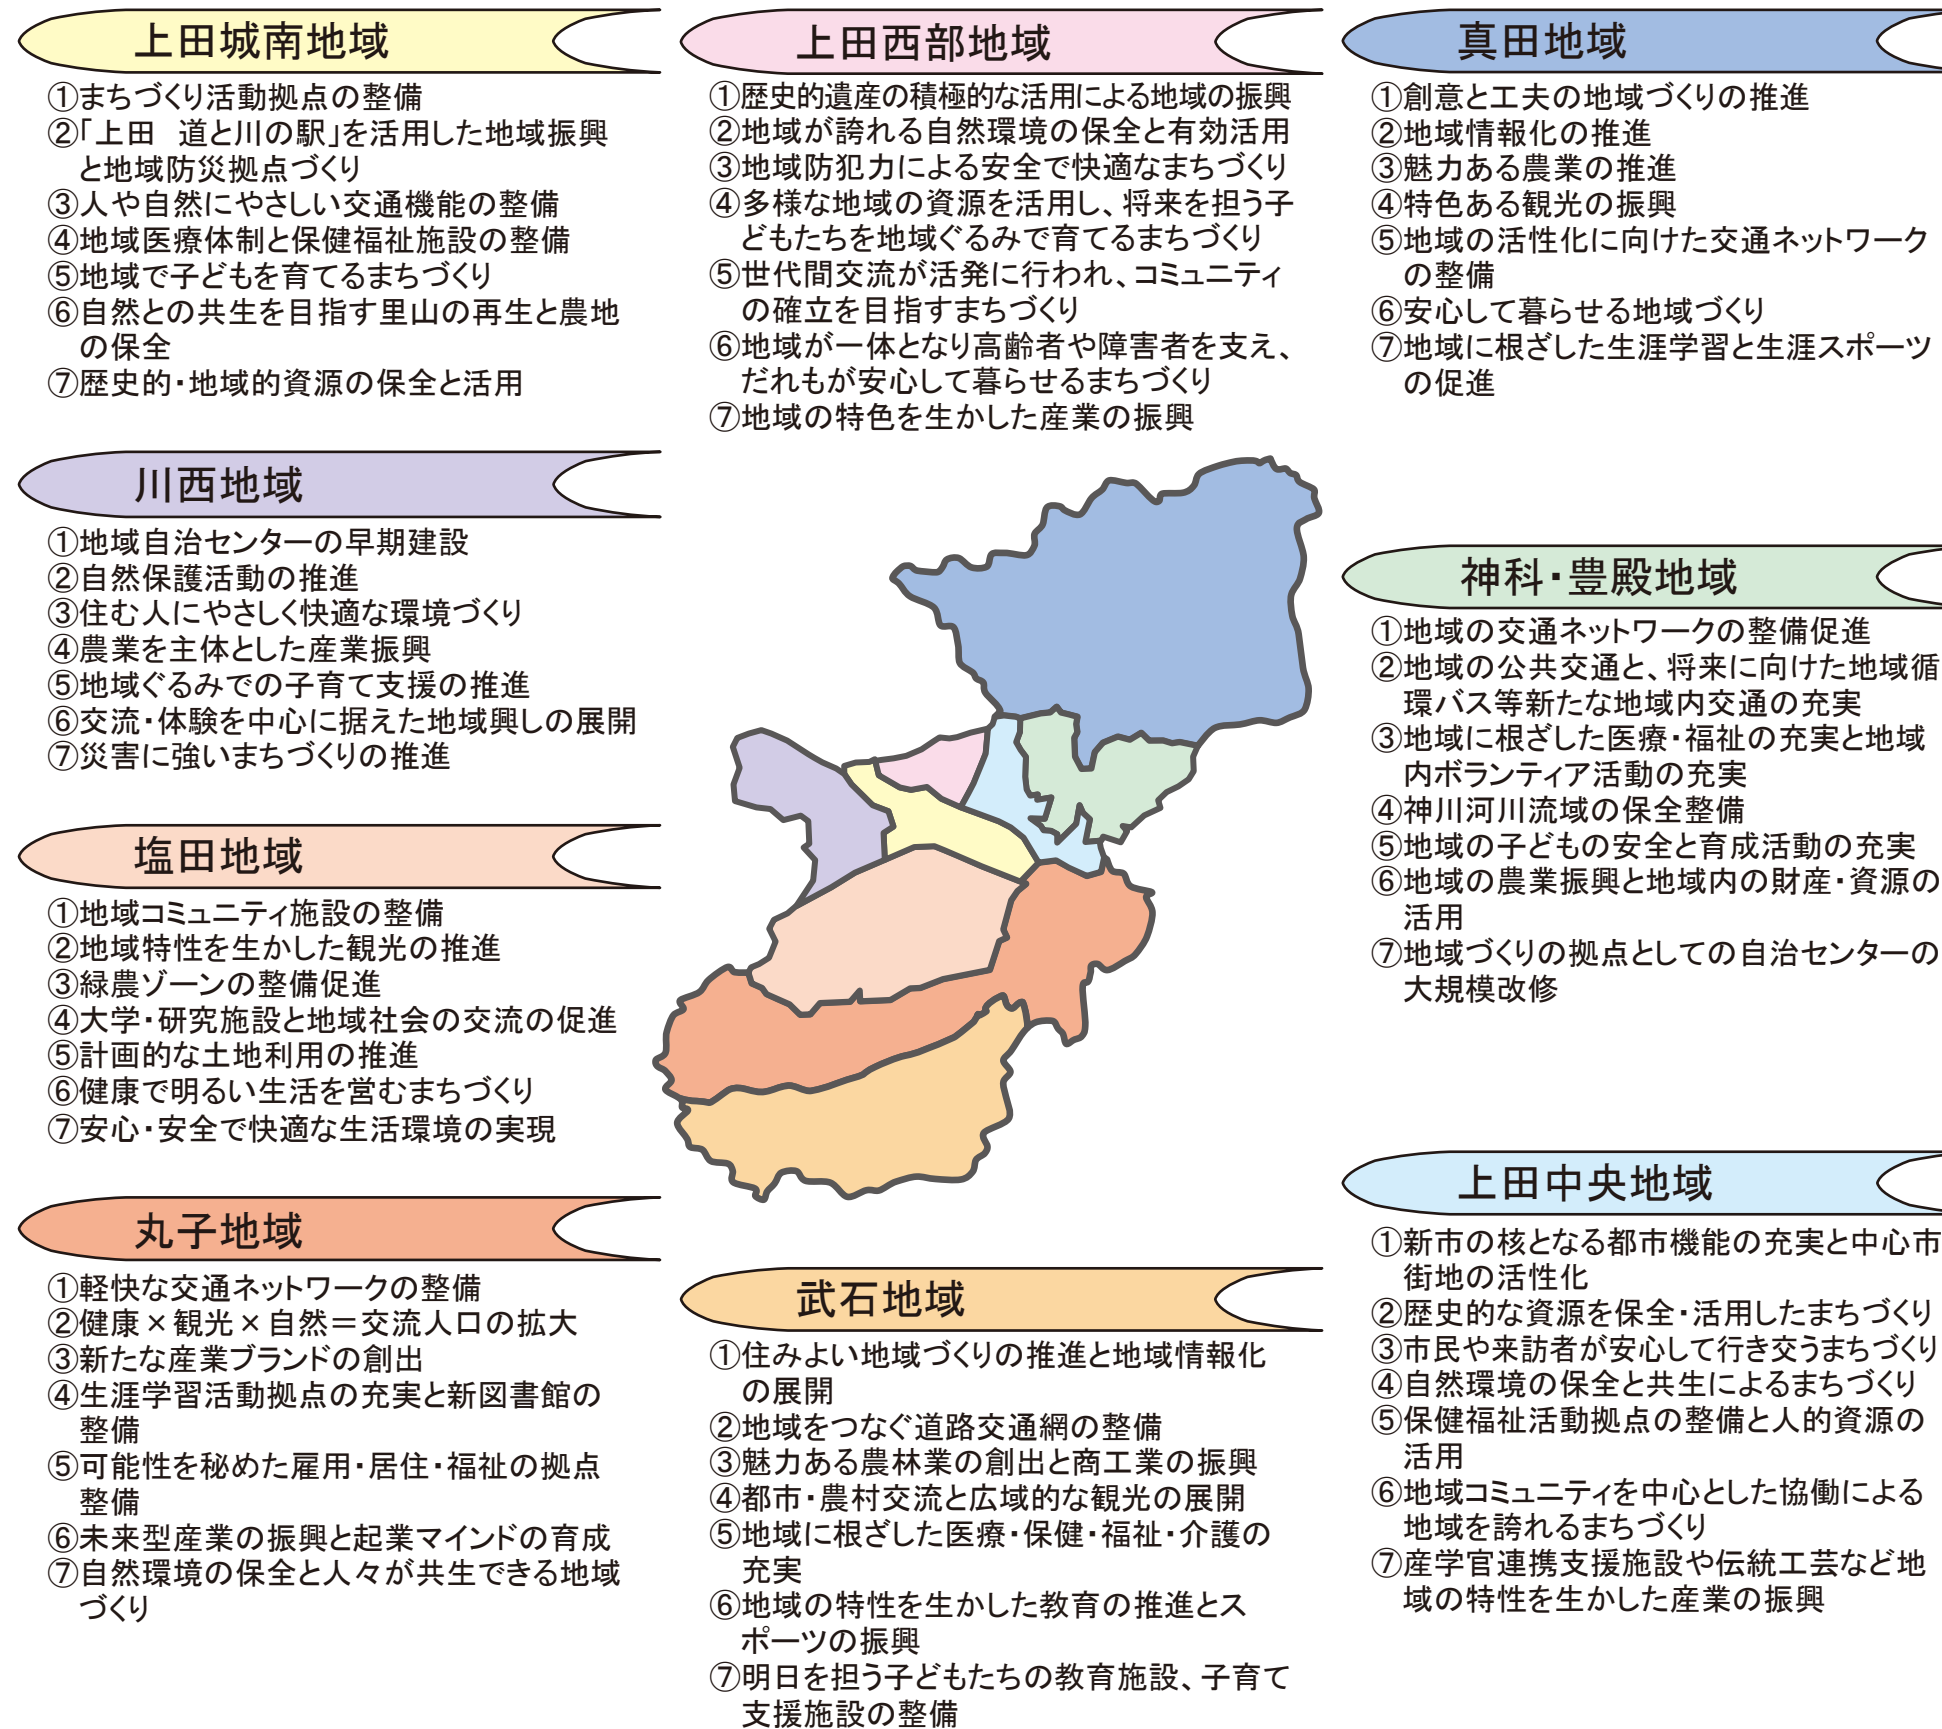 上田城南地域
①まちづくり活動拠点の整備
②「上田　道と川の駅」を活用した地域振興
と地域防災拠点づくり
③人や自然にやさしい交通機能の整備
④地域医療体制と保健福祉施設の整備
⑤地域で子どもを育てるまちづくり
⑥自然との共生を目指す里山の再生と農地
の保全
⑦歴史的・地域的資源の保全と活用
上田西部地域
①歴史的遺産の積極的な活用による地域の振興
②地域が誇れる自然環境の保全と有効活用
③地域防犯力による安全で快適なまちづくり
④多様な地域の資源を活用し、将来を担う子
どもたちを地域ぐるみで育てるまちづくり
⑤世代間交流が活発に行われ、コミュニティ
の確立を目指すまちづくり
⑥地域が一体となり高齢者や障害者を支え、
だれもが安心して暮らせるまちづくり
⑦地域の特色を生かした産業の振興
真田地域
①創意と工夫の地域づくりの推進
②地域情報化の推進
③魅力ある農業の推進
④特色ある観光の振興
⑤地域の活性化に向けた交通ネットワーク
の整備
⑥安心して暮らせる地域づくり
⑦地域に根ざした生涯学習と生涯スポーツ
の促進
川西地域
①地域自治センターの早期建設
②自然保護活動の推進
③住む人にやさしく快適な環境づくり
④農業を主体とした産業振興
⑤地域ぐるみでの子育て支援の推進
⑥交流・体験を中心に据えた地域興しの展開
⑦災害に強いまちづくりの推進
神科・豊殿地域
①地域の交通ネットワークの整備促進
②地域の公共交通と、将来に向けた地域循
環バス等新たな地域内交通の充実
③地域に根ざした医療・福祉の充実と地域
内ボランティア活動の充実
④神川河川流域の保全整備
⑤地域の子どもの安全と育成活動の充実
⑥地域の農業振興と地域内の財産・資源の
活用
⑦地域づくりの拠点としての自治センターの
大規模改修
塩田地域
①地域コミュニティ施設の整備
②地域特性を生かした観光の推進
③緑農ゾーンの整備促進
④大学・研究施設と地域社会の交流の促進
⑤計画的な土地利用の推進
⑥健康で明るい生活を営むまちづくり
⑦安心・安全で快適な生活環境の実現
丸子地域
①軽快な交通ネットワークの整備
②健康×観光×自然＝交流人口の拡大
③新たな産業ブランドの創出
④生涯学習活動拠点の充実と新図書館の
整備
⑤可能性を秘めた雇用・居住・福祉の拠点
整備
⑥未来型産業の振興と起業マインドの育成
⑦自然環境の保全と人々が共生できる地域
づくり
武石地域
①住みよい地域づくりの推進と地域情報化
の展開
②地域をつなぐ道路交通網の整備
③魅力ある農林業の創出と商工業の振興
④都市・農村交流と広域的な観光の展開
⑤地域に根ざした医療・保健・福祉・介護の
充実
⑥地域の特性を生かした教育の推進とス
ポーツの振興
⑦明日を担う子どもたちの教育施設、子育て
支援施設の整備
上田中央地域
①新市の核となる都市機能の充実と中心市
街地の活性化
②歴史的な資源を保全・活用したまちづくり
③市民や来訪者が安心して行き交うまちづくり
④自然環境の保全と共生によるまちづくり
⑤保健福祉活動拠点の整備と人的資源の
活用
⑥地域コミュニティを中心とした協働による
地域を誇れるまちづくり
⑦産学官連携支援施設や伝統工芸など地
域の特性を生かした産業の振興